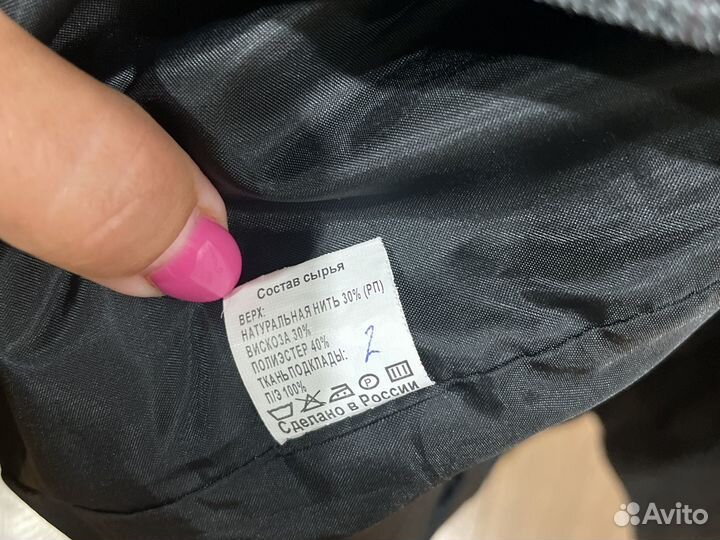 Состав сырья
ВЕРХ:
НАТУРАЛЬНАЯ НИТЬ 30% (РП)
ВИСКОЗА 30%
ПОЛИЭСТЕР 40%
ТКАНЬ ПОДКЛАДЫ: 2
П/Э 100%
Сделано в России
Avito